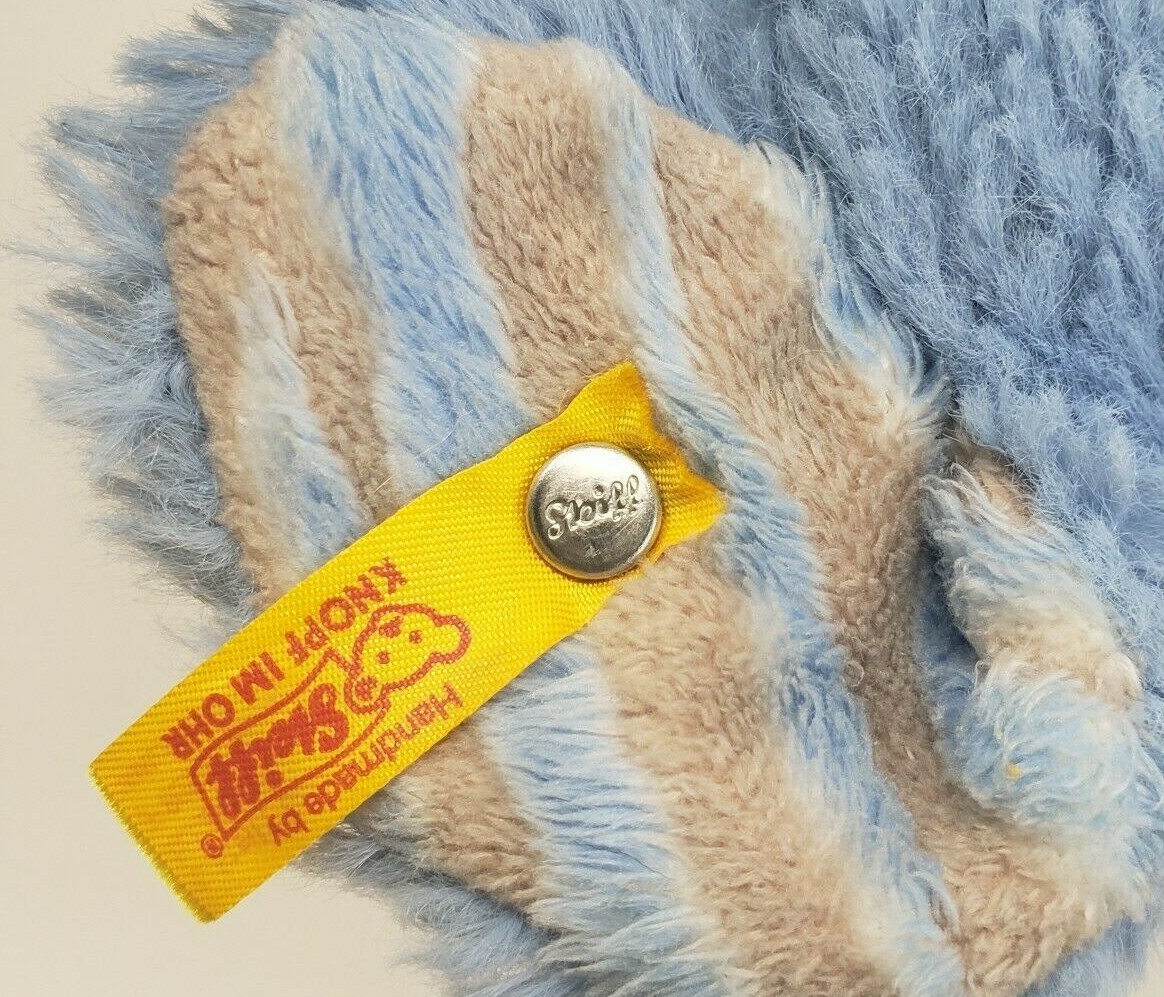 Steiff
Handmade by
Steiff ®
KNOPF IM OHR